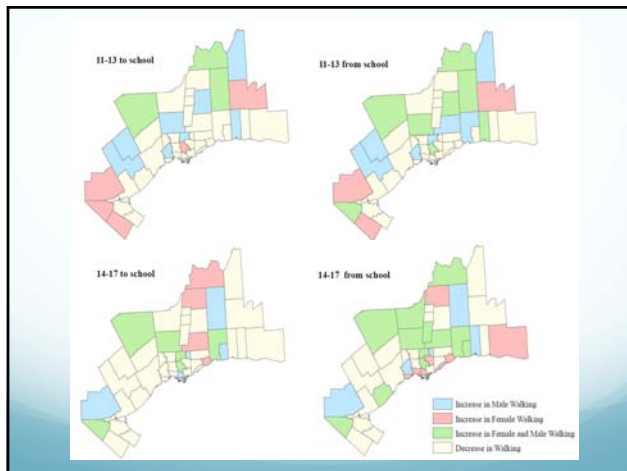 11-13 to school
11-13 from school
14-17 to school
14-17 from school
Increase in Male Walking
Increase in Female Walking
Increase in Female and Male Walking
Decrease in Walking